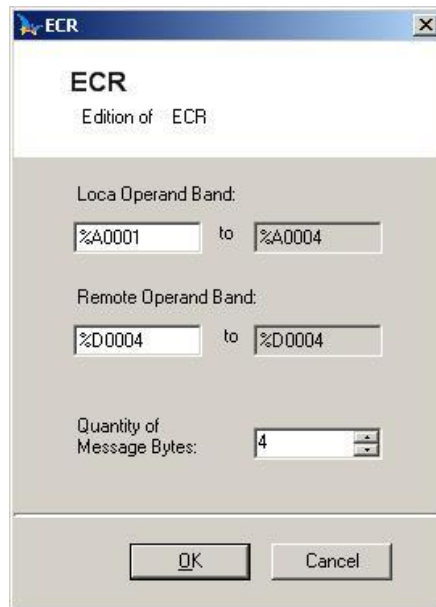 ECR
ECR
Edition of ECR
Loca Operand Band:
%A0001 to %A0004
Remote Operand Band:
%D0004 to %D0004
Quantity of
Message Bytes: 4
OK Cancel